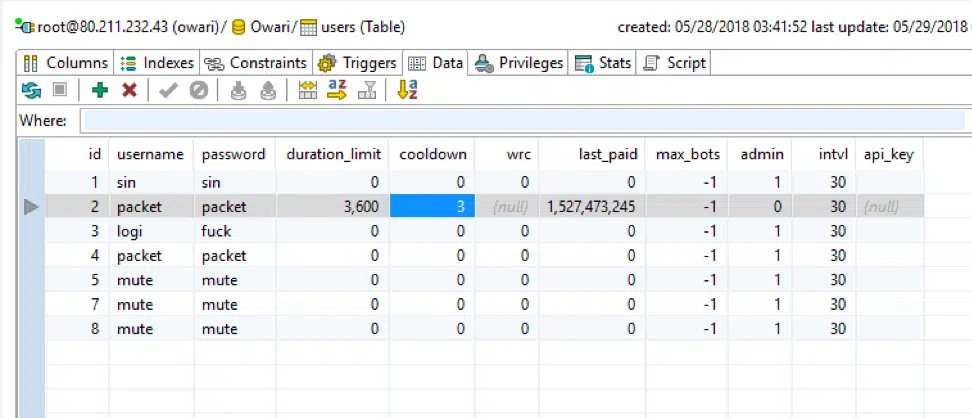 root@80.211.232.43 (owari)/ Owari/ users (Table) created: 05/28/2018 03:41:52 last update: 05/29/2018
Columns Indexes Constraints Triggers Data Privileges Stats Script
Where:
id username password duration_limit cooldown wrc last_paid max_bots admin intvl api_key
1 sin sin 0 0 0 0 -1 1 30
2 packet packet 3,600 3 (null) 1,527,473,245 -1 0 30 (null)
3 logi fuck 0 0 0 0 -1 1 30
4 packet packet 0 0 0 0 -1 1 30
5 mute mute 0 0 0 0 -1 1 30
7 mute mute 0 0 0 0 -1 1 30
8 mute mute 0 0 0 0 -1 1 30